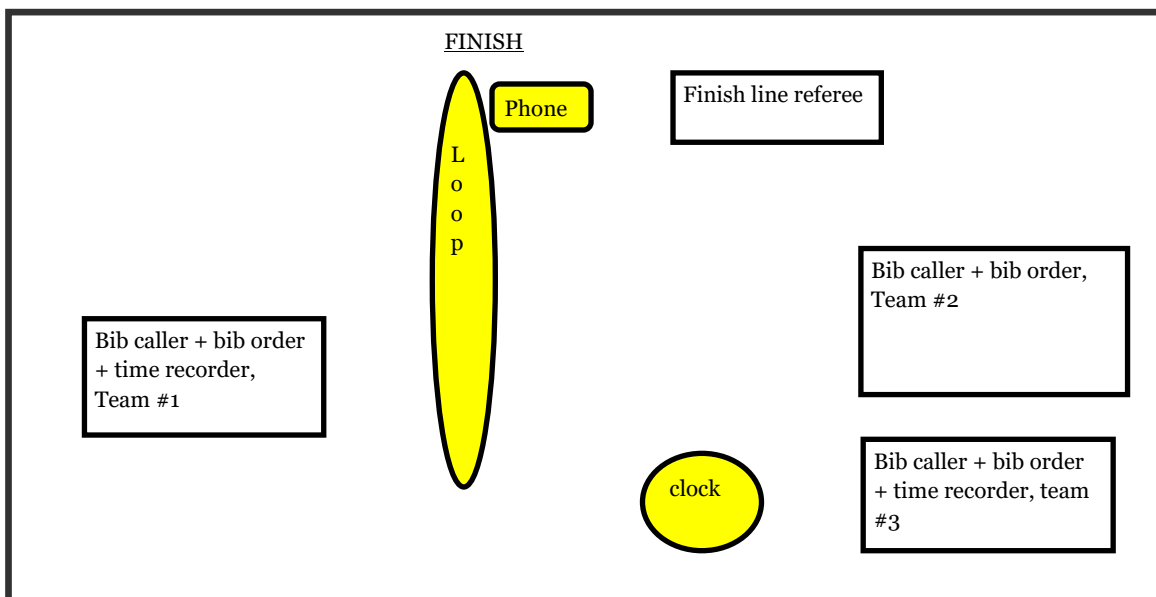 FINISH
Phone
Finish line referee
L
o
o
p
Bib caller + bib order,
Team #2
Bib caller + bib order
+ time recorder,
Team #1
clock
Bib caller + bib order
+ time recorder, team
#3